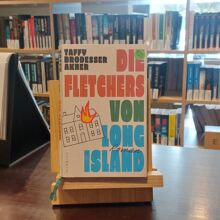 TAFFY
BRODESSER
AKNER
DIE
FLETCHERS
VON
LONG
ISLAND